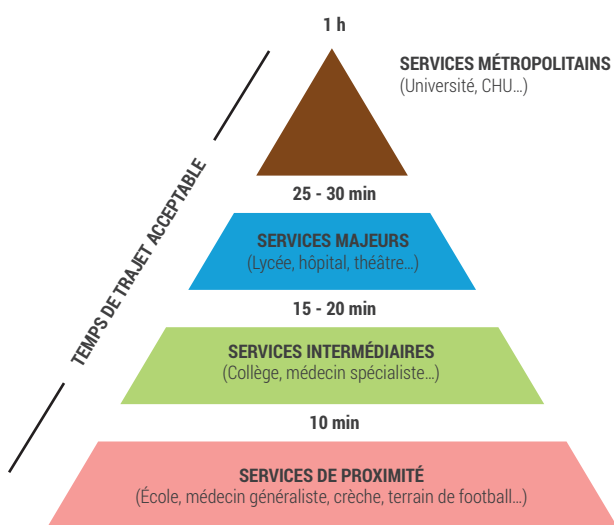 1 h
SERVICES MÉTROPOLITAINS
(Université, CHU...)
TEMPS DE TRAJET ACCEPTABLE
25 - 30 min
SERVICES MAJEURS
(Lycée, hôpital, théâtre...)
15 - 20 min
SERVICES INTERMÉDIAIRES
(Collège, médecin spécialiste...)
10 min
SERVICES DE PROXIMITÉ
(École, médecin généraliste, crèche, terrain de football...)